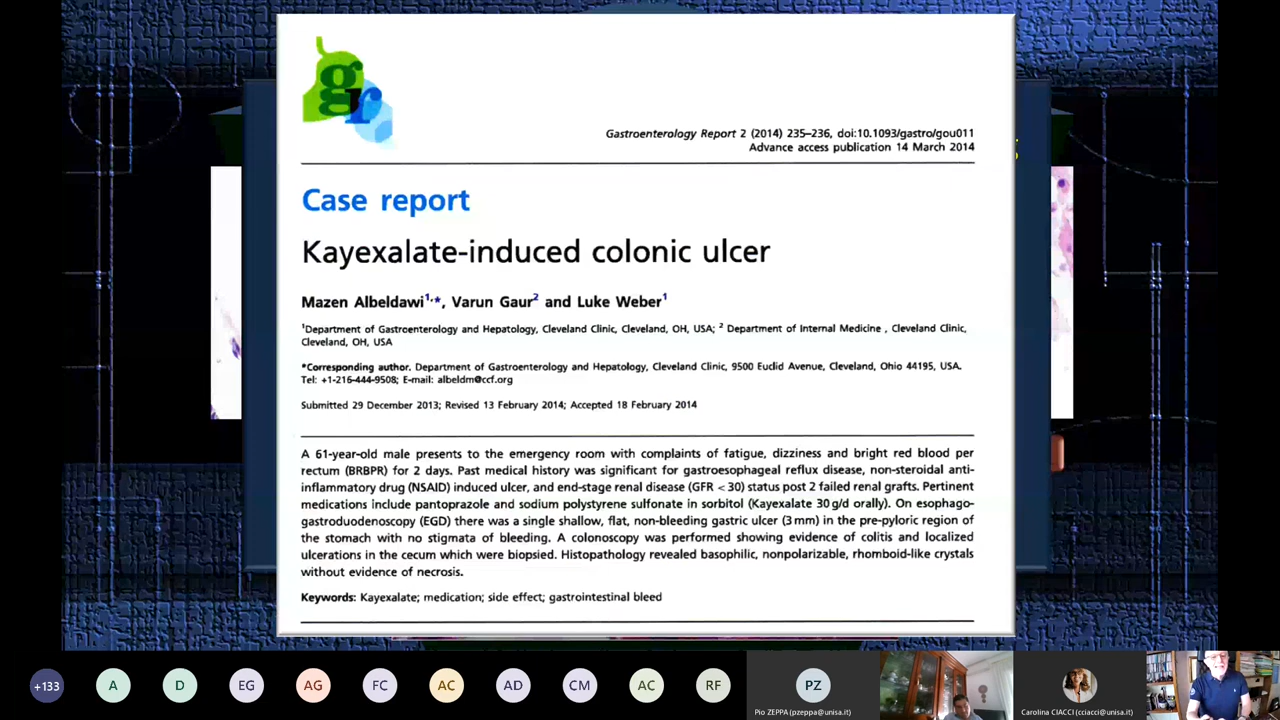 gr
Gastroenterology Report 2 (2014) 235–236, doi:10.1093/gastro/gou011
Advance access publication 14 March 2014
Case report
Kayexalate-induced colonic ulcer
Mazen Albeldawi1,*, Varun Gaur2 and Luke Weber1
1Department of Gastroenterology and Hepatology, Cleveland Clinic, Cleveland, OH, USA; 2 Department of Internal Medicine , Cleveland Clinic,
Cleveland, OH, USA
*Corresponding author. Department of Gastroenterology and Hepatology, Cleveland Clinic, 9500 Euclid Avenue, Cleveland, Ohio 44195, USA.
Tel: +1-216-444-9508; E-mail: albeldm@ccf.org
Submitted 29 December 2013; Revised 13 February 2014; Accepted 18 February 2014
A 61-year-old male presents to the emergency room with complaints of fatigue, dizziness and bright red blood per
rectum (BRBPR) for 2 days. Past medical history was significant for gastroesophageal reflux disease, non-steroidal anti-
inflammatory drug (NSAID) induced ulcer, and end-stage renal disease (GFR < 30) status post 2 failed renal grafts. Pertinent
medications include pantoprazole and sodium polystyrene sulfonate in sorbitol (Kayexalate 30 g/d orally). On esophago-
gastroduodenoscopy (EGD) there was a single shallow, flat, non-bleeding gastric ulcer (3 mm) in the pre-pyloric region of
the stomach with no stigmata of bleeding. A colonoscopy was performed showing evidence of colitis and localized
ulcerations in the cecum which were biopsied. Histopathology revealed basophilic, nonpolarizable, rhomboid-like crystals
without evidence of necrosis.
Keywords: Kayexalate; medication; side effect; gastrointestinal bleed
+133 A D EG AG FC AC AD CM AC RF PZ
Pio ZEPPA (pzeppa@unisa.it) Carolina CIACCI (cciacci@unisa.it)